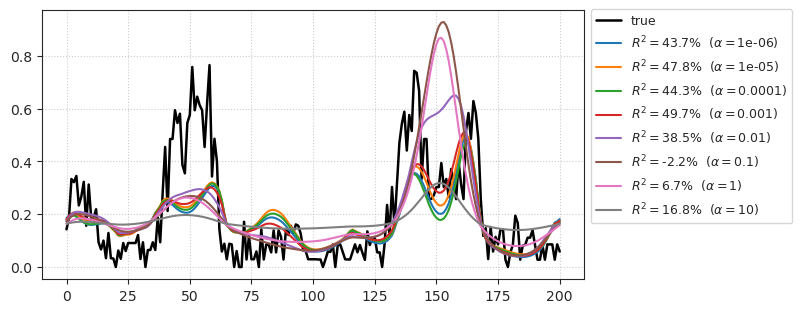 true
R² = 43.7% (α = 1e-06)
R² = 47.8% (α = 1e-05)
R² = 44.3% (α = 0.0001)
R² = 49.7% (α = 0.001)
R² = 38.5% (α = 0.01)
R² = -2.2% (α = 0.1)
R² = 6.7% (α = 1)
R² = 16.8% (α = 10)
0.8
0.6
0.4
0.2
0.0
0 25 50 75 100 125 150 175 200